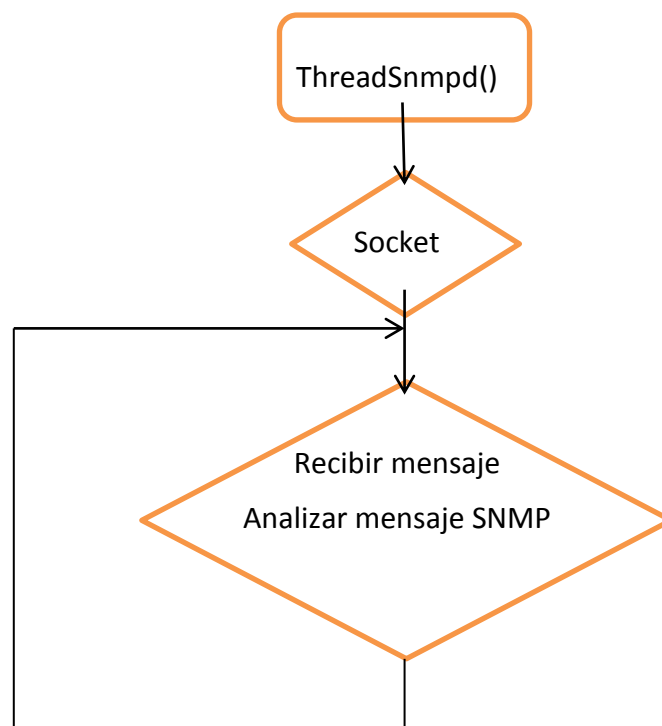 ThreadSnmpd()
Socket
Recibir mensaje
Analizar mensaje SNMP